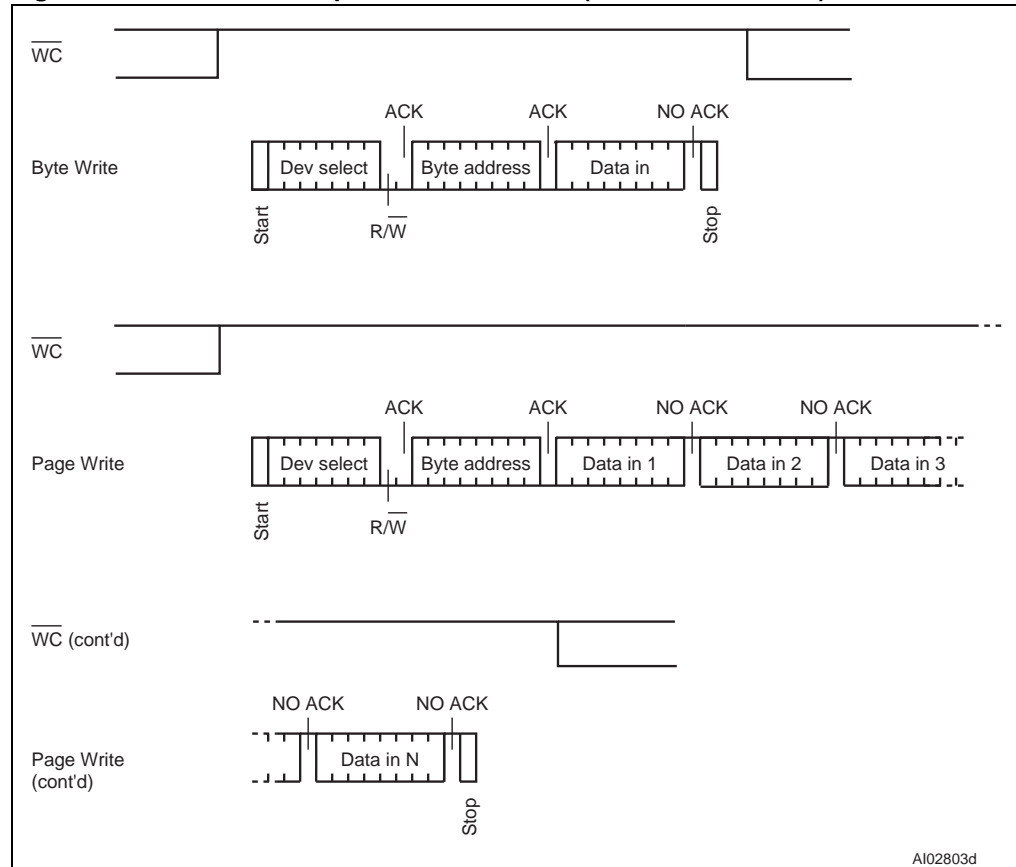 WC
ACK ACK NO ACK
Byte Write Dev select Byte address Data in
Start R/W Stop
WC
ACK ACK NO ACK NO ACK
Page Write Dev select Byte address Data in 1 Data in 2 Data in 3
Start R/W
WC (cont'd)
NO ACK NO ACK
Page Write Data in N
(cont'd)
Stop
AI02803d